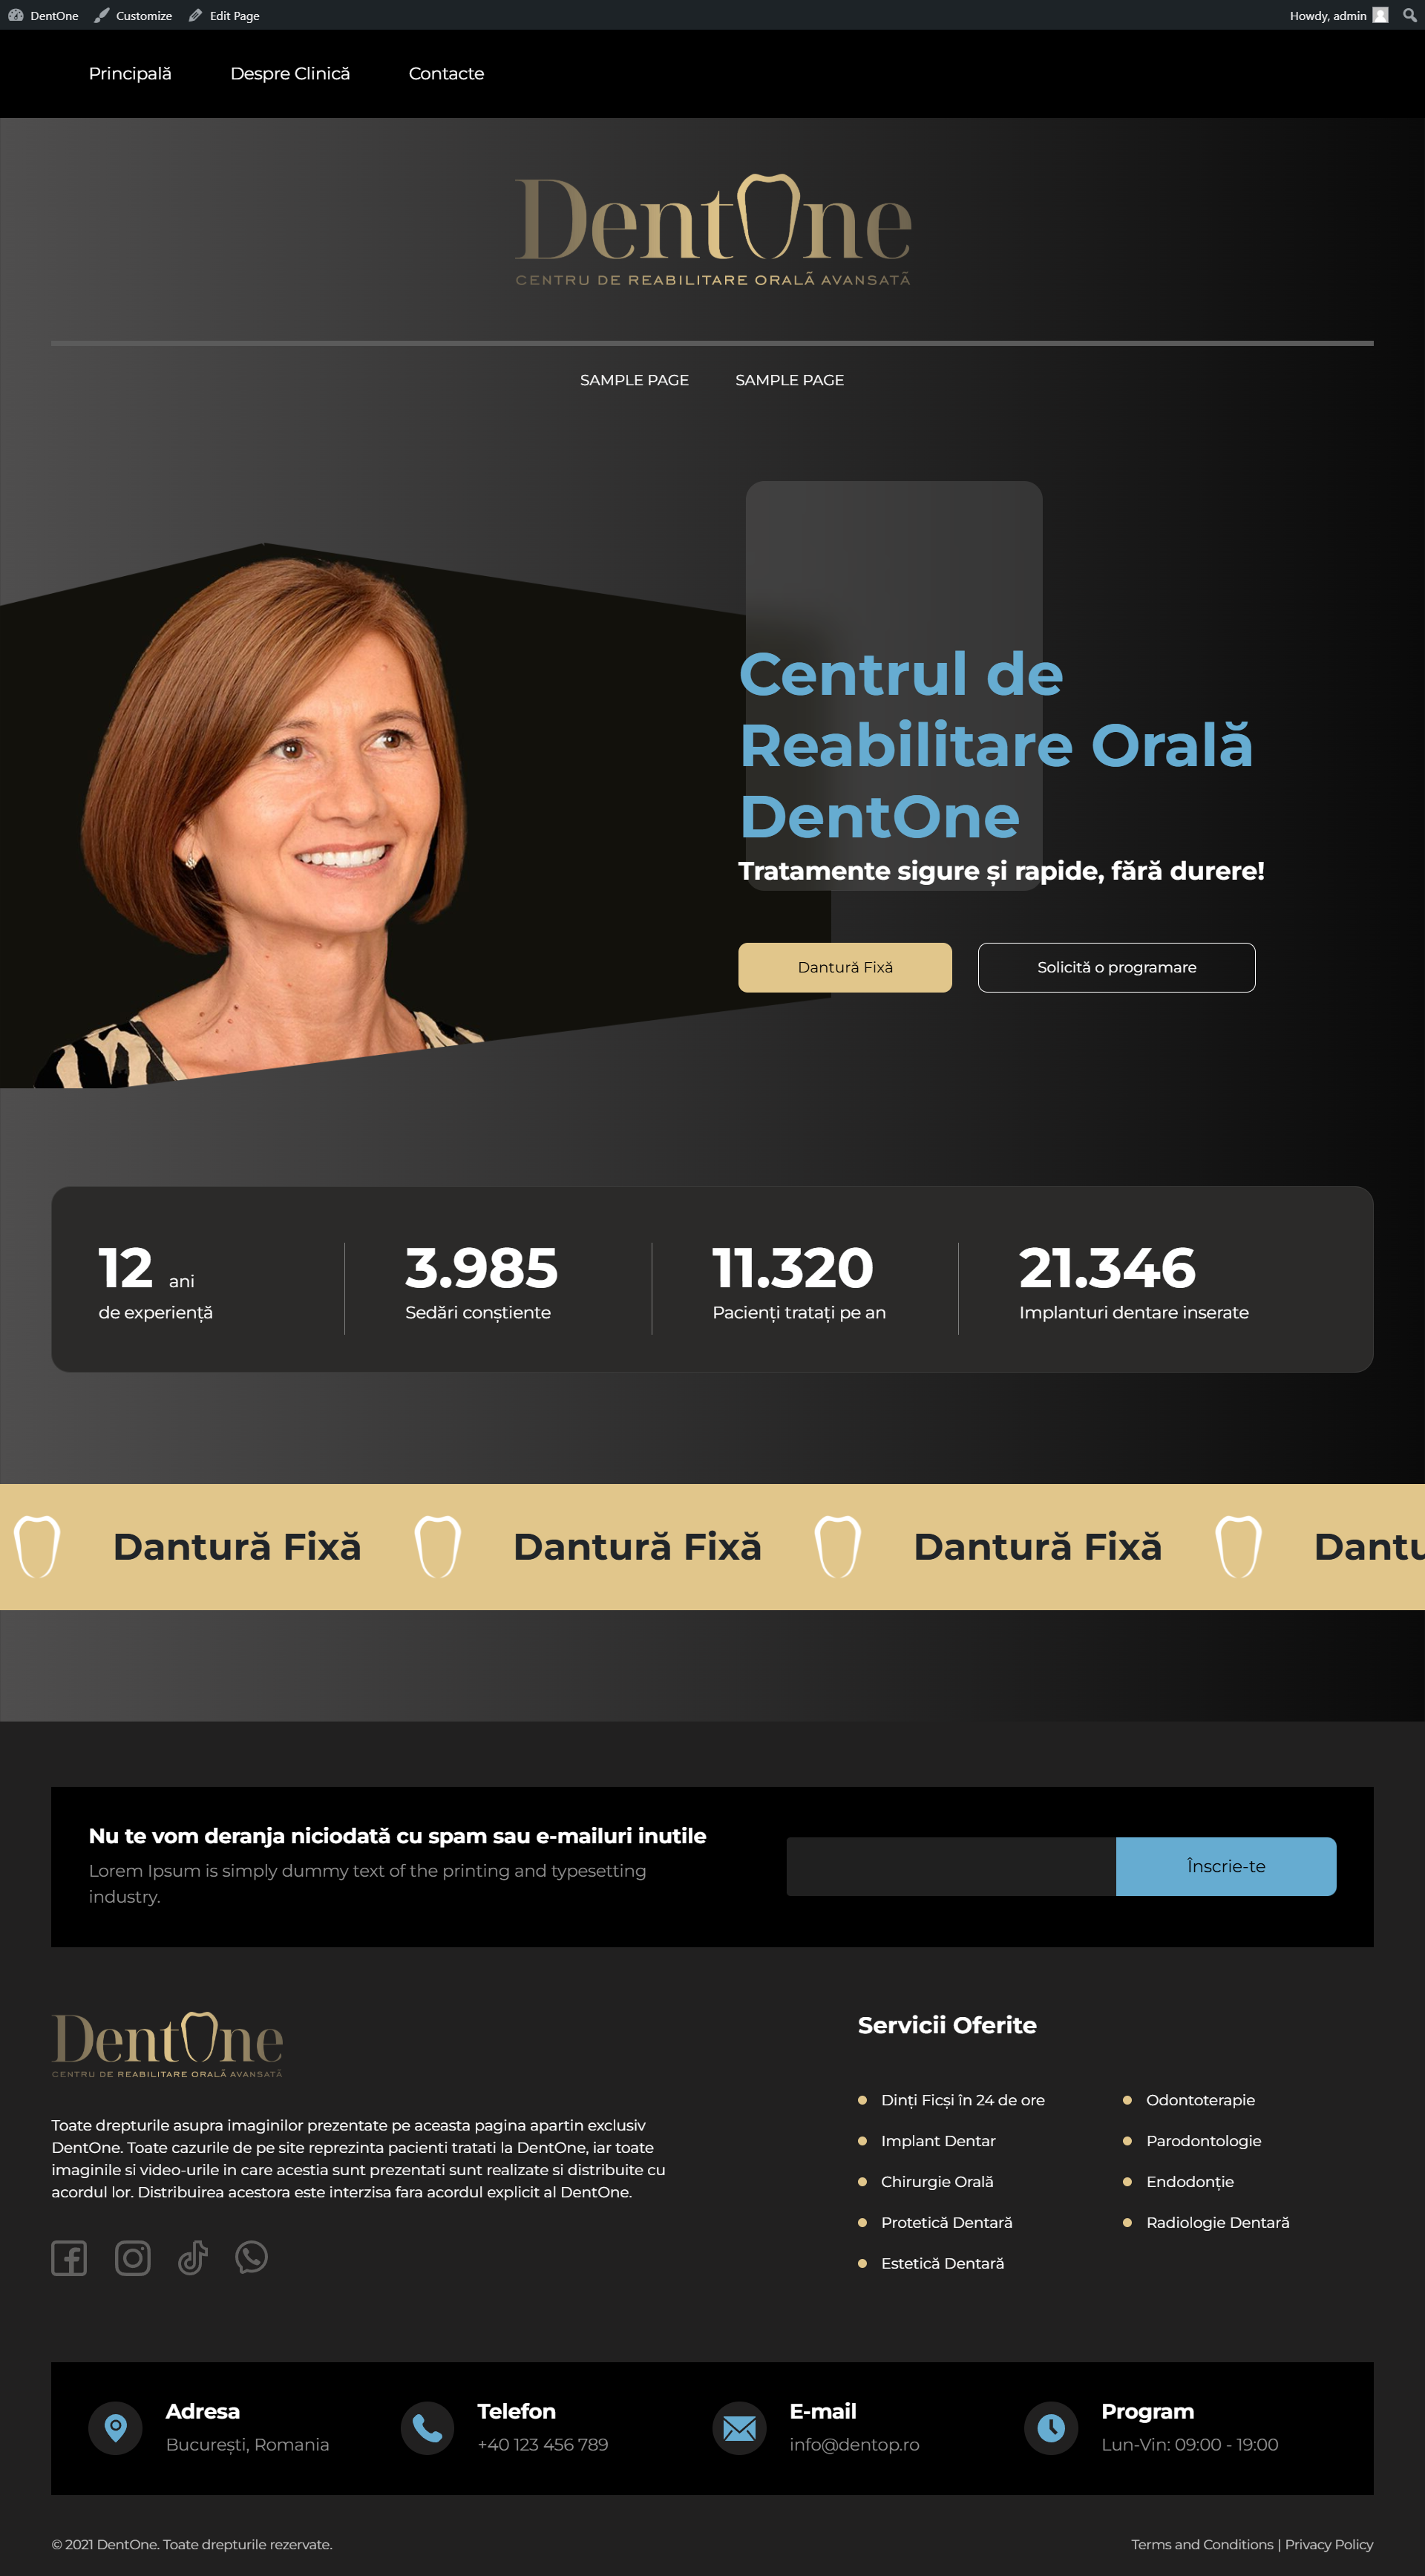 DentOne Customize Edit Page Howdy, admin
Principală Despre Clinică Contacte
DentOne
CENTRU DE REABILITARE ORALĂ AVANSATĂ
SAMPLE PAGE SAMPLE PAGE
Centrul de
Reabilitare Orală
DentOne
Tratamente sigure și rapide, fără durere!
Dantură Fixă Solicită o programare
12 ani
de experiență
3.985
Sedări conștiente
11.320
Pacienți tratați pe an
21.346
Implanturi dentare inserate
Dantură Fixă Dantură Fixă Dantură Fixă Dantu
Nu te vom deranja niciodată cu spam sau e-mailuri inutile
Lorem Ipsum is simply dummy text of the printing and typesetting
industry.
Înscrie-te
DentOne
CENTRU DE REABILITARE ORALĂ AVANSATĂ
Toate drepturile asupra imaginilor prezentate pe aceasta pagina apartin exclusiv
DentOne. Toate cazurile de pe site reprezinta pacienti tratati la DentOne, iar toate
imaginile si video-urile in care acestia sunt prezentati sunt realizate si distribuite cu
acordul lor. Distribuirea acestora este interzisa fara acordul explicit al DentOne.
Servicii Oferite
Dinți Ficși în 24 de ore
Implant Dentar
Chirurgie Orală
Protetică Dentară
Estetică Dentară
Odontoterapie
Parodontologie
Endodonție
Radiologie Dentară
Adresa
București, Romania
Telefon
+40 123 456 789
E-mail
info@dentop.ro
Program
Lun-Vin: 09:00 - 19:00
© 2021 DentOne. Toate drepturile rezervate.
Terms and Conditions | Privacy Policy